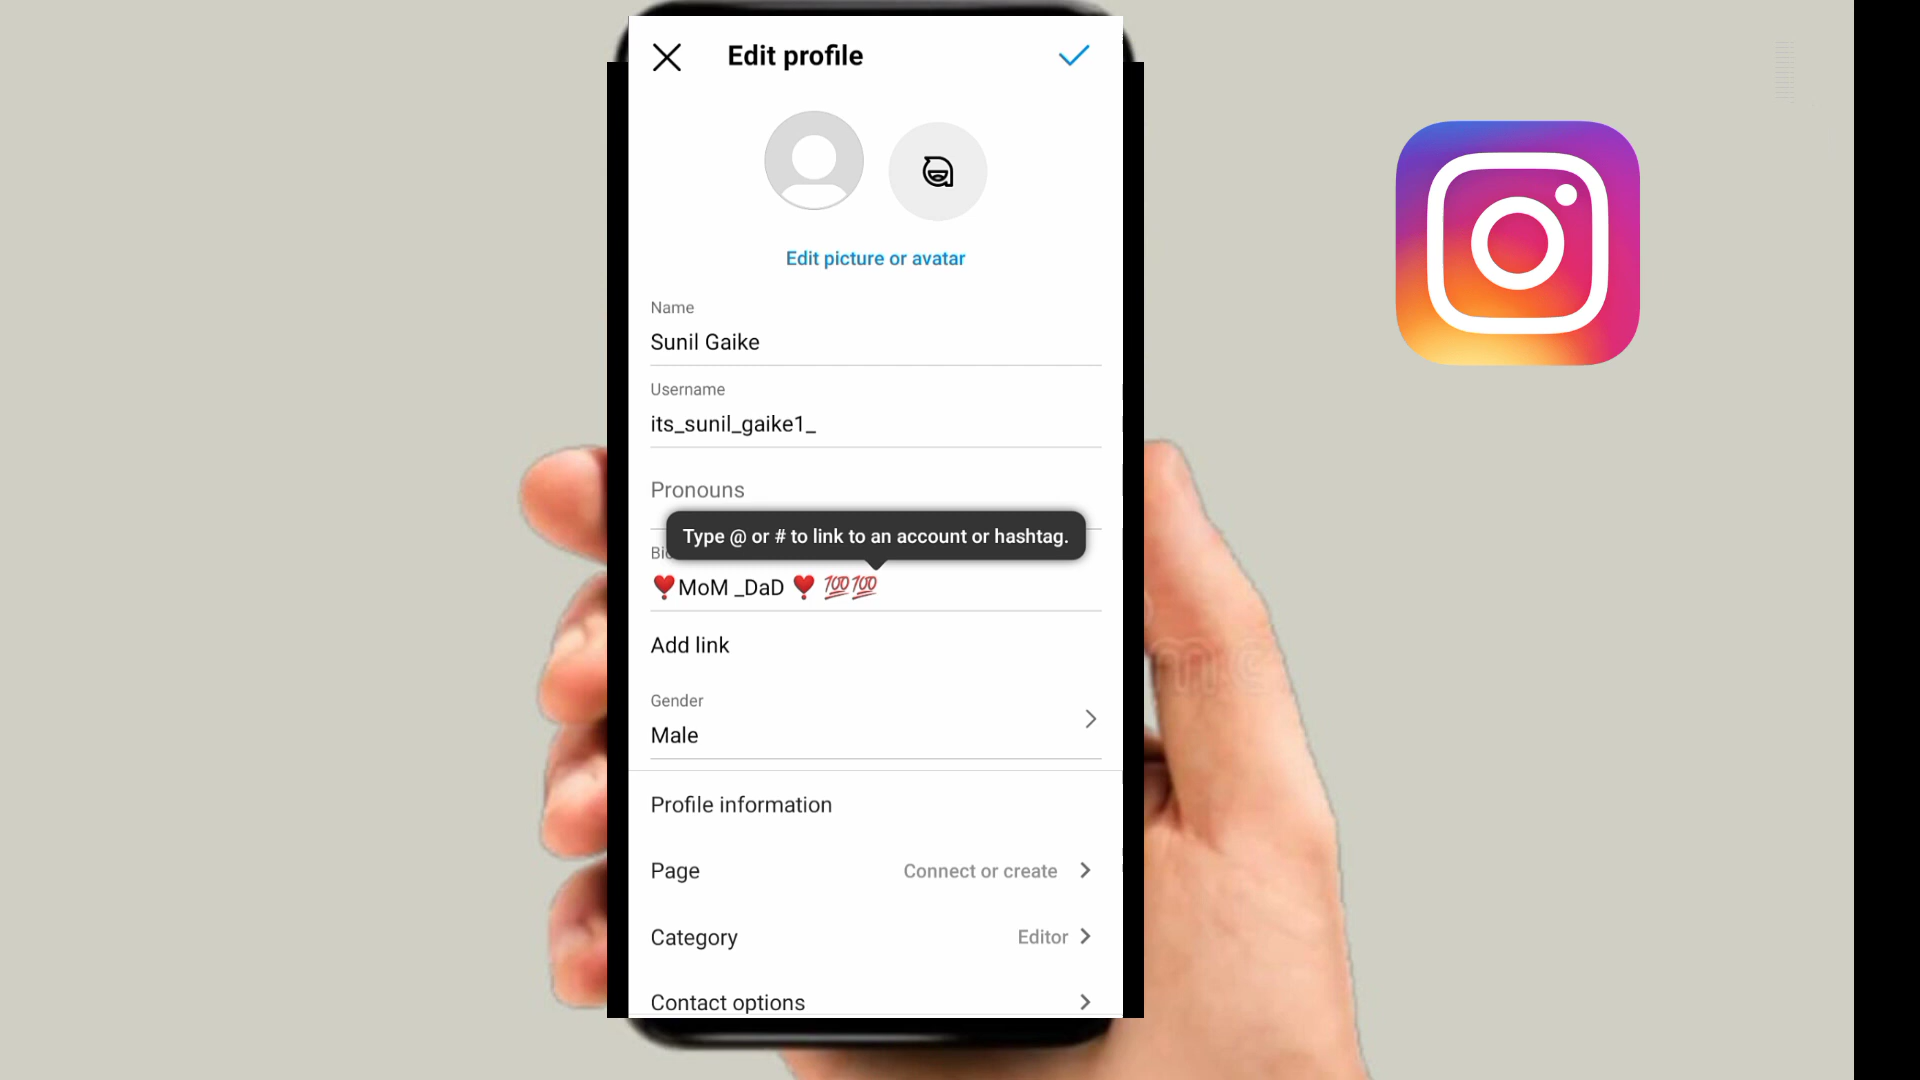 Edit profile
Edit picture or avatar
Name
Sunil Gaike
Username
its_sunil_gaike1_
Pronouns
Type @ or # to link to an account or hashtag.
❣️MoM _DaD ❣️ 💯💯
Add link
Gender
Male
Profile information
Page Connect or create
Category Editor
Contact options